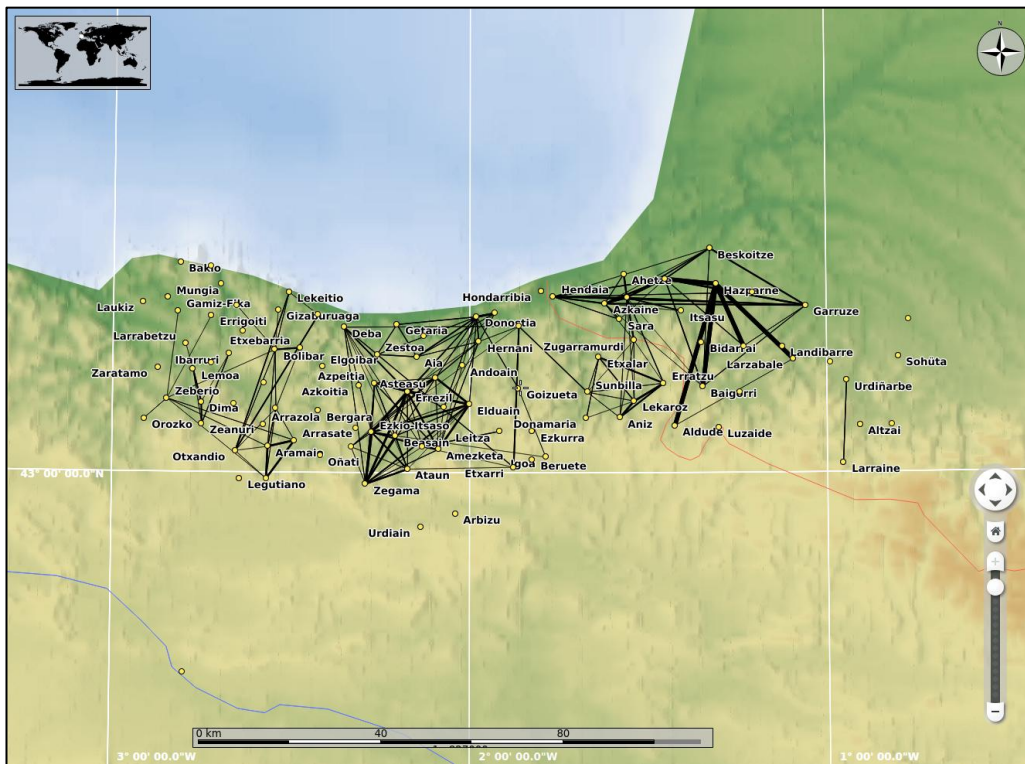 N
Beskoitze
Bakio
Ahetze
Hazparne
Mungia
Hendaia
Laukiz
Lekeitio
Hondarribia
Gamiz-Fika
Azkaine
Garruze
Gizaburuaga
Itsasu
Errigoiti
Donostia
Sara
Getaria
Deba
Larrabetzu
Etxebarria
Hernani
Zestoa
Zugarramurdi
Bidarrai
Bolibar
Landibarre
Ibarruri
Elgoibar
Aia
Etxalar
Larzabale
Sohüta
Zaratamo
Lemoa
Andoain
Azpeitia
Erratzu
Asteasu
Sunbilla
Urdiñarbe
Zeberio
Azkoitia
Goizueta
Baigorri
Errezil
Dima
Lekaroz
Elduain
Arrazola
Bergara
Orozko
Aniz
Altzai
Donamaria
Ezkio-Itsaso
Zeanuri
Aldude
Luzaide
Arrasate
Leitza
Ezkurra
Beasain
Otxandio
Aramaio
Amezketa
Oñati
Igoa
Beruete
Larraine
43° 00' 00.0"N
Ataun
Etxarri
Legutiano
Zegama
Arbizu
Urdiain
0 km
40
80
3° 00' 00.0"W
2° 00' 00.0"W
1° 00' 00.0"W